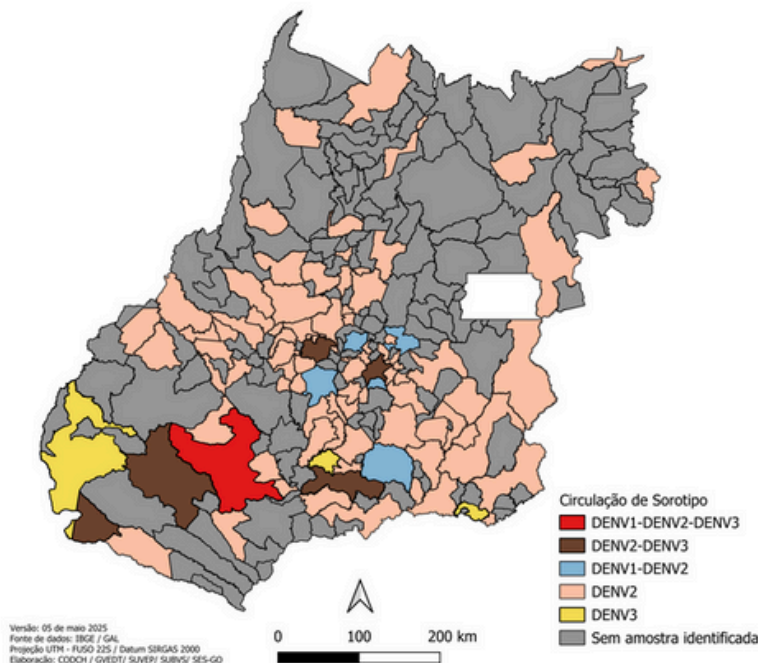 Circulação de Sorotipo
DENV1-DENV2-DENV3
DENV2-DENV3
DENV1-DENV2
DENV2
DENV3
Sem amostra identificada
Versão: 05 de maio 2025
Fonte de dados: IBGE / GAL
Projeção UTM - FUSO 22S / Datum SIRGAS 2000
Elaboração: CODCH / GVEDT/ SUVEP/ SUBVS/ SES-GO
0 100 200 km